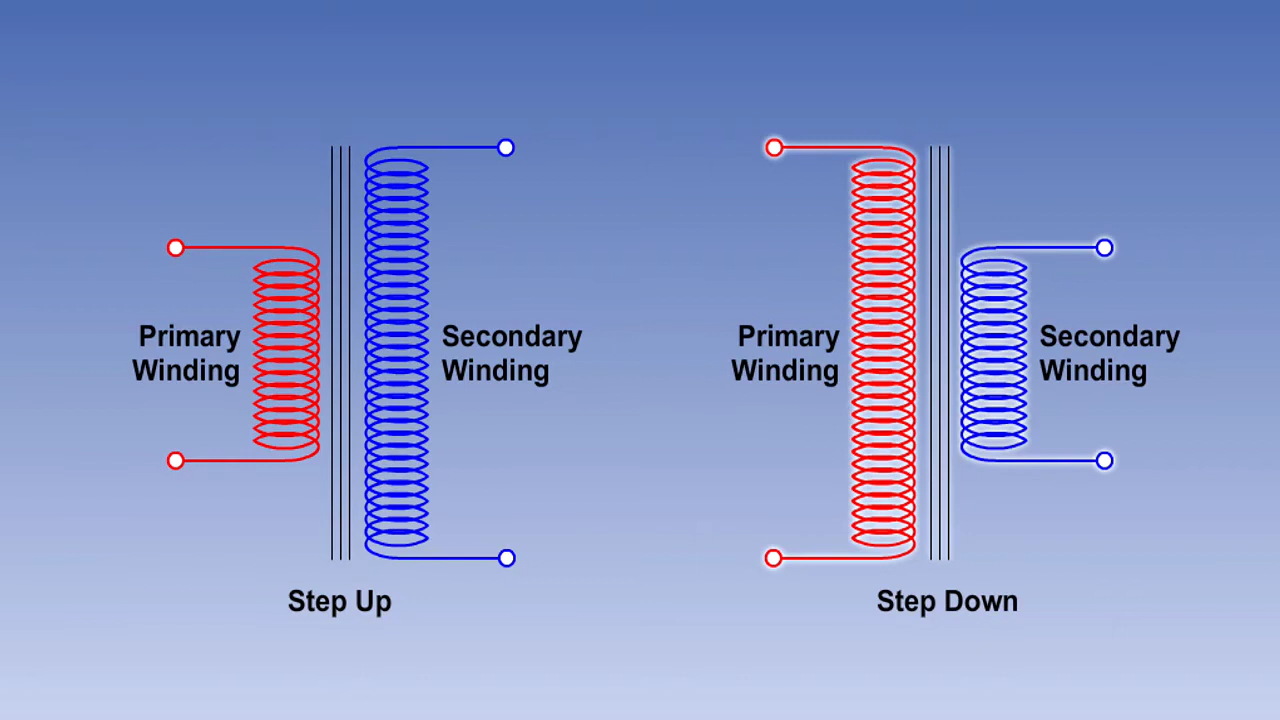 Primary
Winding
Secondary
Winding
Step Up
Primary
Winding
Secondary
Winding
Step Down